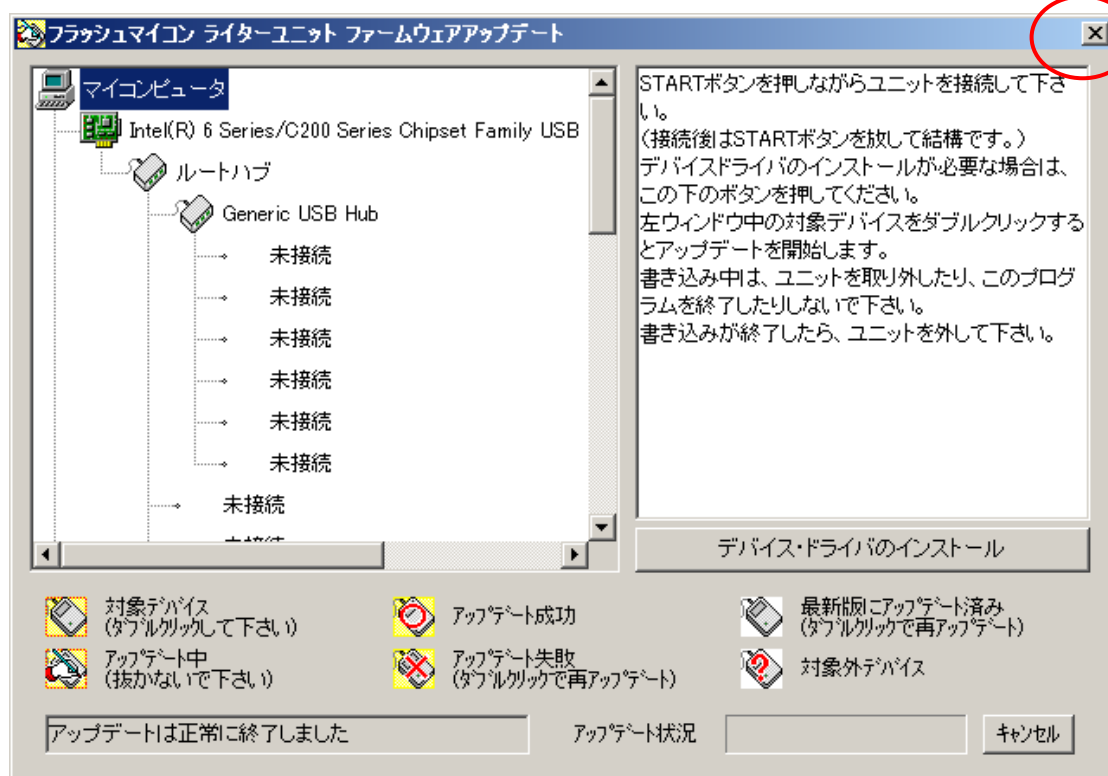 フラッシュマイコン ライターユニット ファームウェアアップデート
マイコンピュータ
Intel(R) 6 Series/C200 Series Chipset Family USB
ルートハブ
Generic USB Hub
未接続
未接続
未接続
未接続
未接続
未接続
未接続
STARTボタンを押しながらユニットを接続して下さ
い。
(接続後はSTARTボタンを放して結構です。)
デバイスドライバのインストールが必要な場合は、
この下のボタンを押してください。
左ウィンドウ中の対象デバイスをダブルクリックする
とアップデートを開始します。
書き込み中は、ユニットを取り外したり、このプログ
ラムを終了したりしないで下さい。
書き込みが終了したら、ユニットを外して下さい。
デバイス・ドライバのインストール
対象デバイス
(ダブルクリックして下さい)
アップデート成功
最新版にアップデート済み
(ダブルクリックで再アップデート)
アップデート中
(抜かないで下さい)
アップデート失敗
(ダブルクリックで再アップデート)
対象外デバイス
アップデートは正常に終了しました
アップデート状況
キャンセル